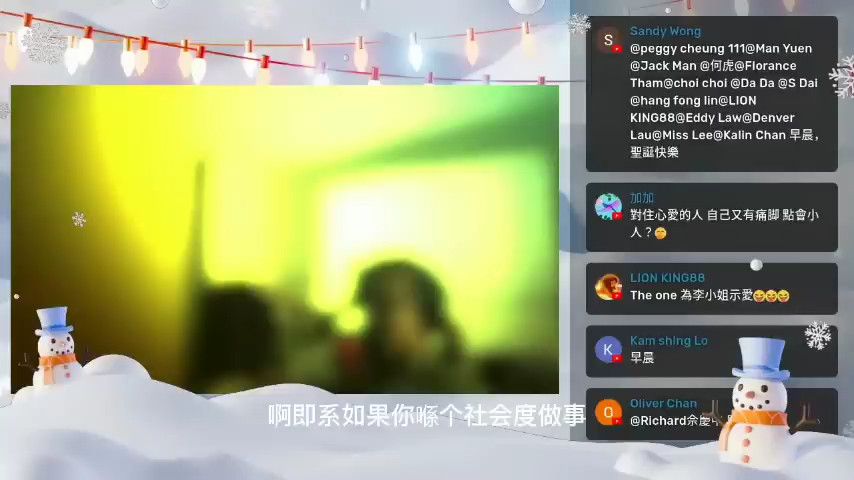 Sandy Wong
@peggy cheung 111@Man Yuen
@Jack Man @何虎@Florance
Tham@choi choi @Da Da @S Dai
@hang fong lin@LION
KING88@Eddy Law@Denver
Lau@Miss Lee@Kalin Chan 早晨，
聖誕快樂
加加
對住心愛的人 自己又有痛脚 點會小
人？🤭
LION KING88
The one 為李小姐示愛😝😝😝
Kam shing Lo
早晨
Oliver Chan
@Richard佘慶
啊即系如果你喺个社会度做事